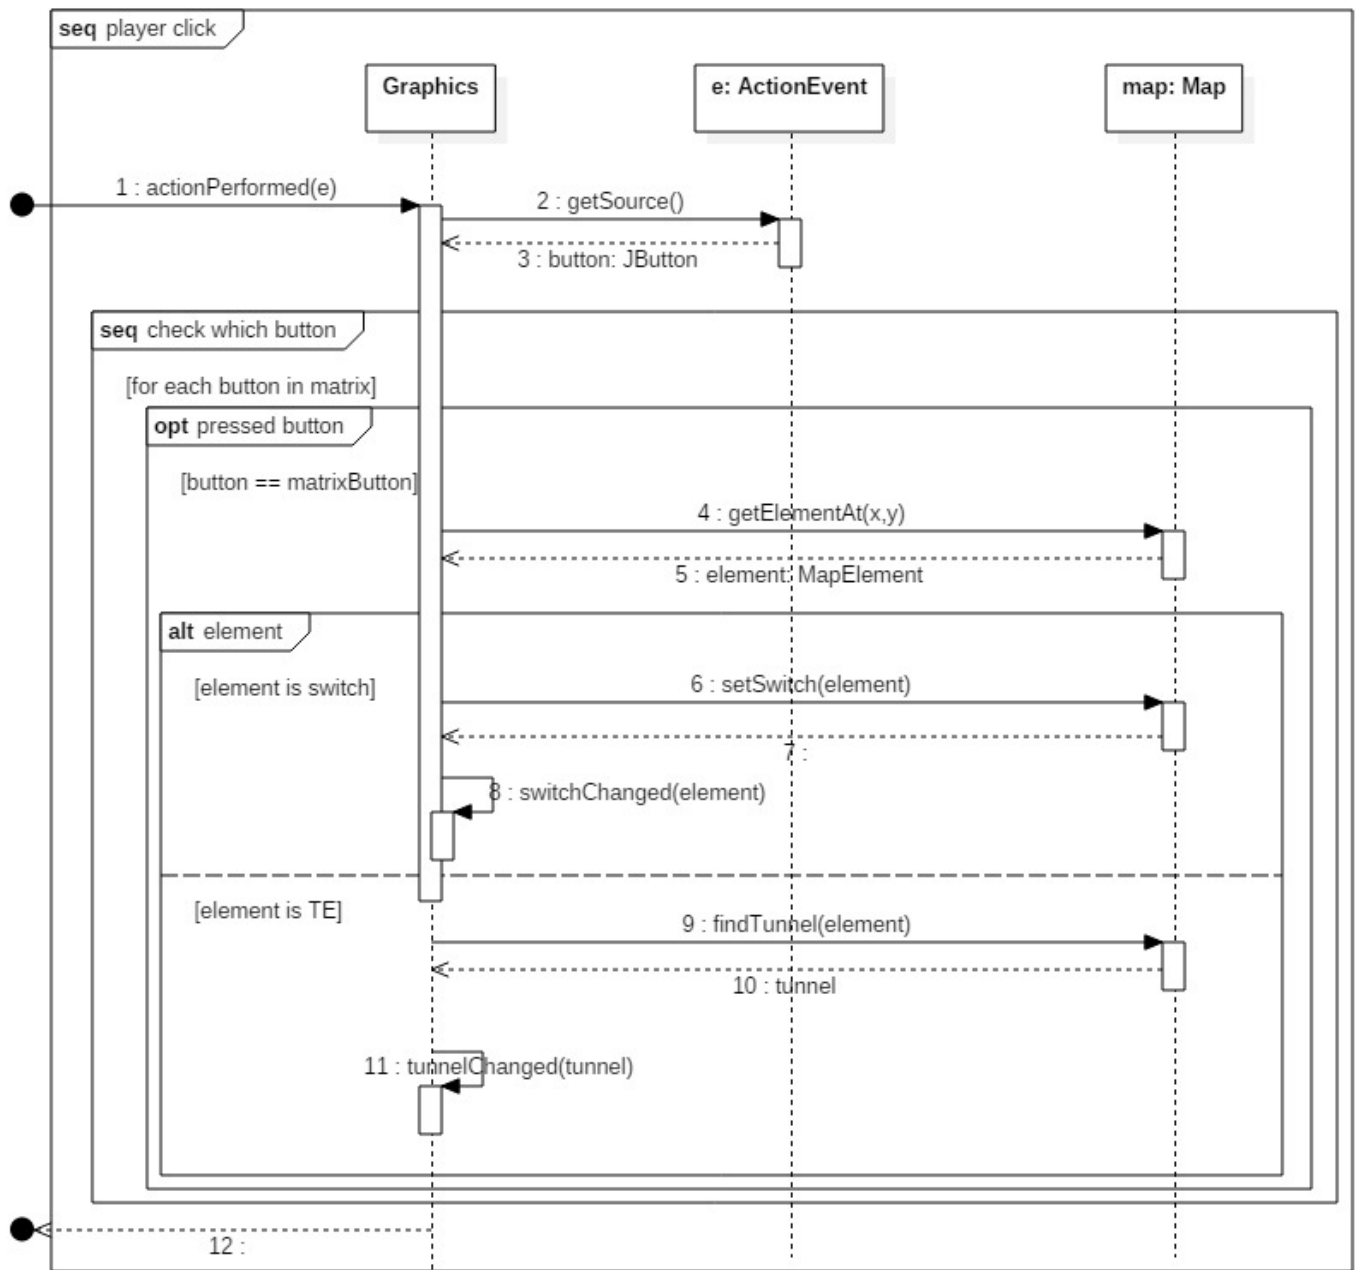 seq player click
Graphics
e: ActionEvent
map: Map
1 : actionPerformed(e)
2 : getSource()
3 : button: JButton
seq check which button
[for each button in matrix]
opt pressed button
[button == matrixButton]
4 : getElementAt(x,y)
5 : element: MapElement
alt element
[element is switch]
6 : setSwitch(element)
7 :
8 : switchChanged(element)
[element is TE]
9 : findTunnel(element)
10 : tunnel
11 : tunnelChanged(tunnel)
12 :